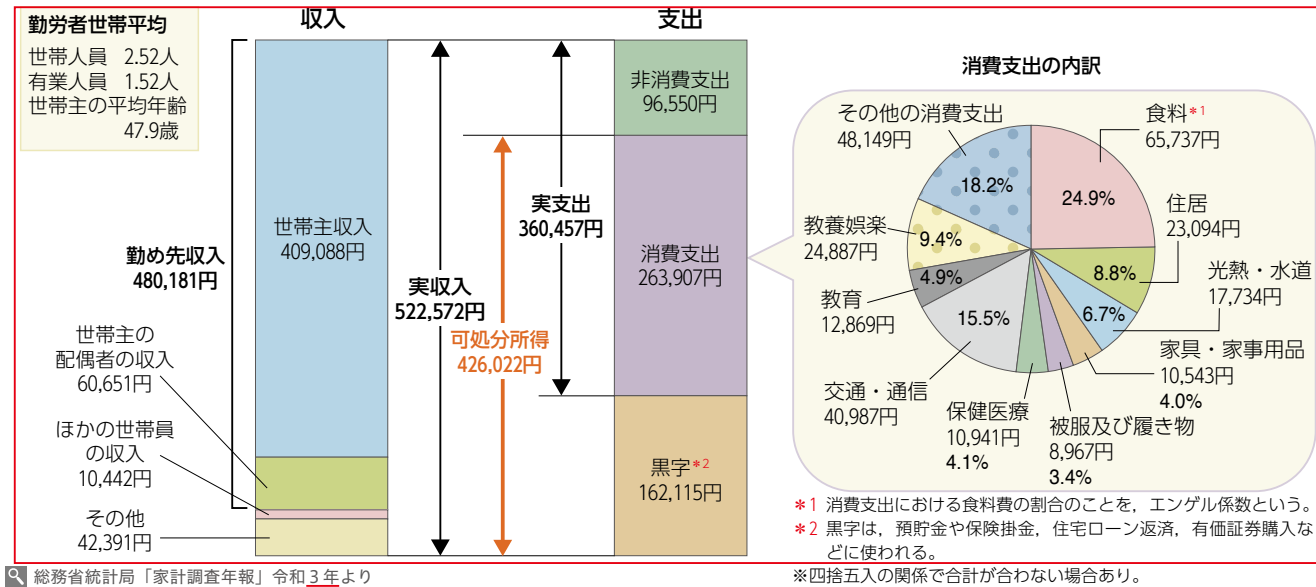 勤労者世帯平均
世帯人員 2.52人
有業人員 1.52人
世帯主の平均年齢
47.9歳
収入
支出
勤め先収入
480,181円
世帯主収入
409,088円
世帯主の
配偶者の収入
60,651円
ほかの世帯員
の収入
10,442円
その他
42,391円
実収入
522,572円
可処分所得
426,022円
実支出
360,457円
非消費支出
96,550円
消費支出
263,907円
黒字*2
162,115円
消費支出の内訳
食料*1
65,737円
24.9%
住居
23,094円
8.8%
光熱・水道
17,734円
6.7%
家具・家事用品
10,543円
4.0%
被服及び履き物
8,967円
3.4%
保健医療
10,941円
4.1%
交通・通信
40,987円
15.5%
教育
12,869円
4.9%
教養娯楽
24,887円
9.4%
その他の消費支出
48,149円
18.2%
*1 消費支出における食料費の割合のことを，エンゲル係数という。
*2 黒字は，預貯金や保険掛金，住宅ローン返済，有価証券購入な
どに使われる。
※四捨五入の関係で合計が合わない場合あり。
総務省統計局「家計調査年報」令和3年より